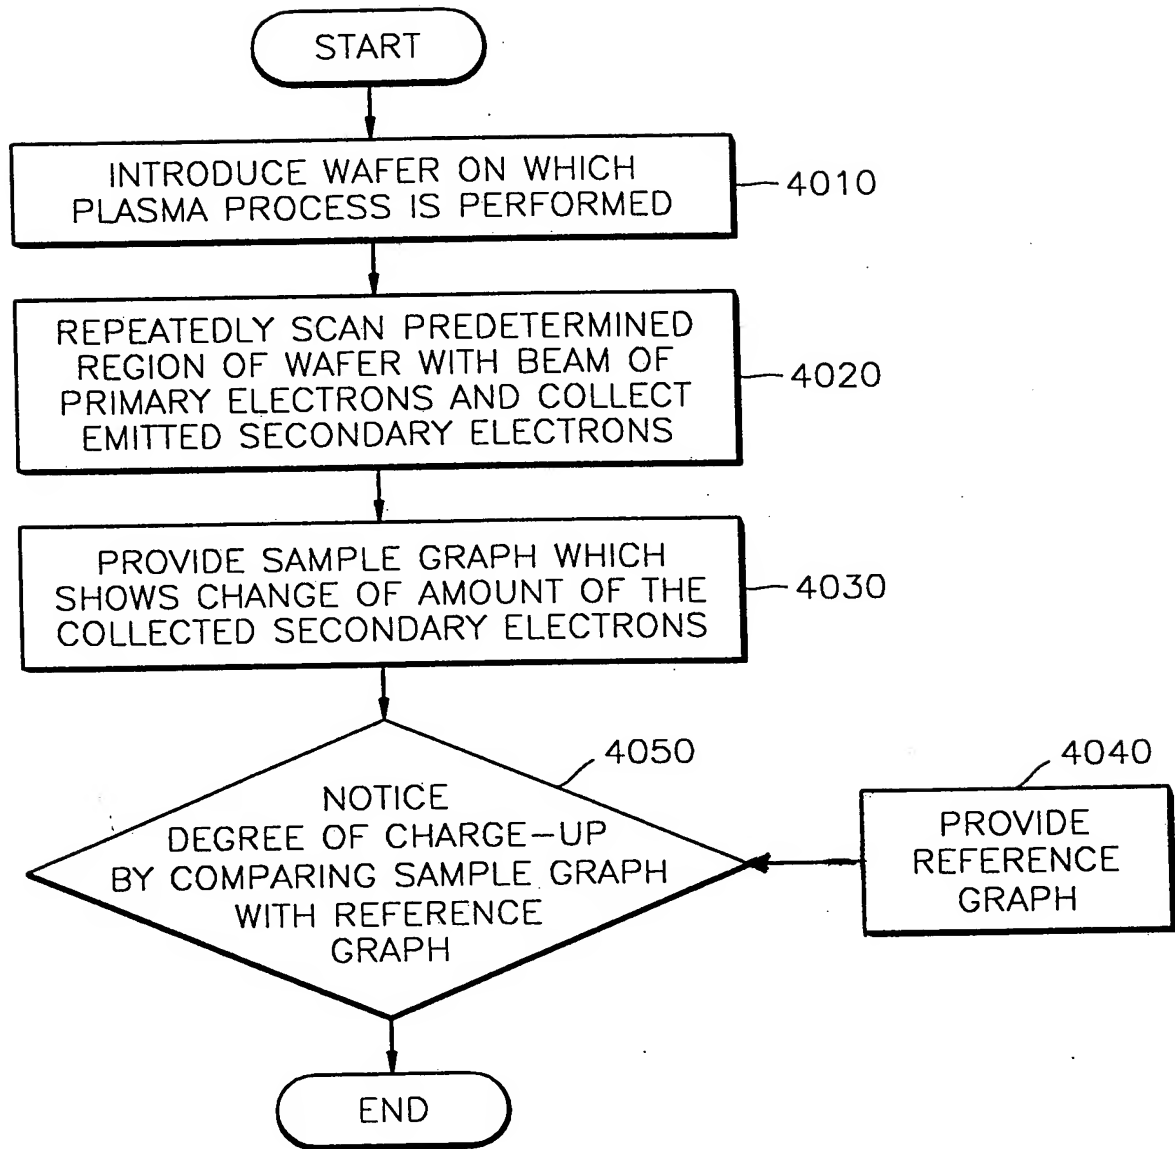 START
INTRODUCE WAFER ON WHICH
PLASMA PROCESS IS PERFORMED
4010
REPEATEDLY SCAN PREDETERMINED
REGION OF WAFER WITH BEAM OF
PRIMARY ELECTRONS AND COLLECT
EMITTED SECONDARY ELECTRONS
4020
PROVIDE SAMPLE GRAPH WHICH
SHOWS CHANGE OF AMOUNT OF THE
COLLECTED SECONDARY ELECTRONS
4030
4050
NOTICE
DEGREE OF CHARGE-UP
BY COMPARING SAMPLE GRAPH
WITH REFERENCE
GRAPH
4040
PROVIDE
REFERENCE
GRAPH
END